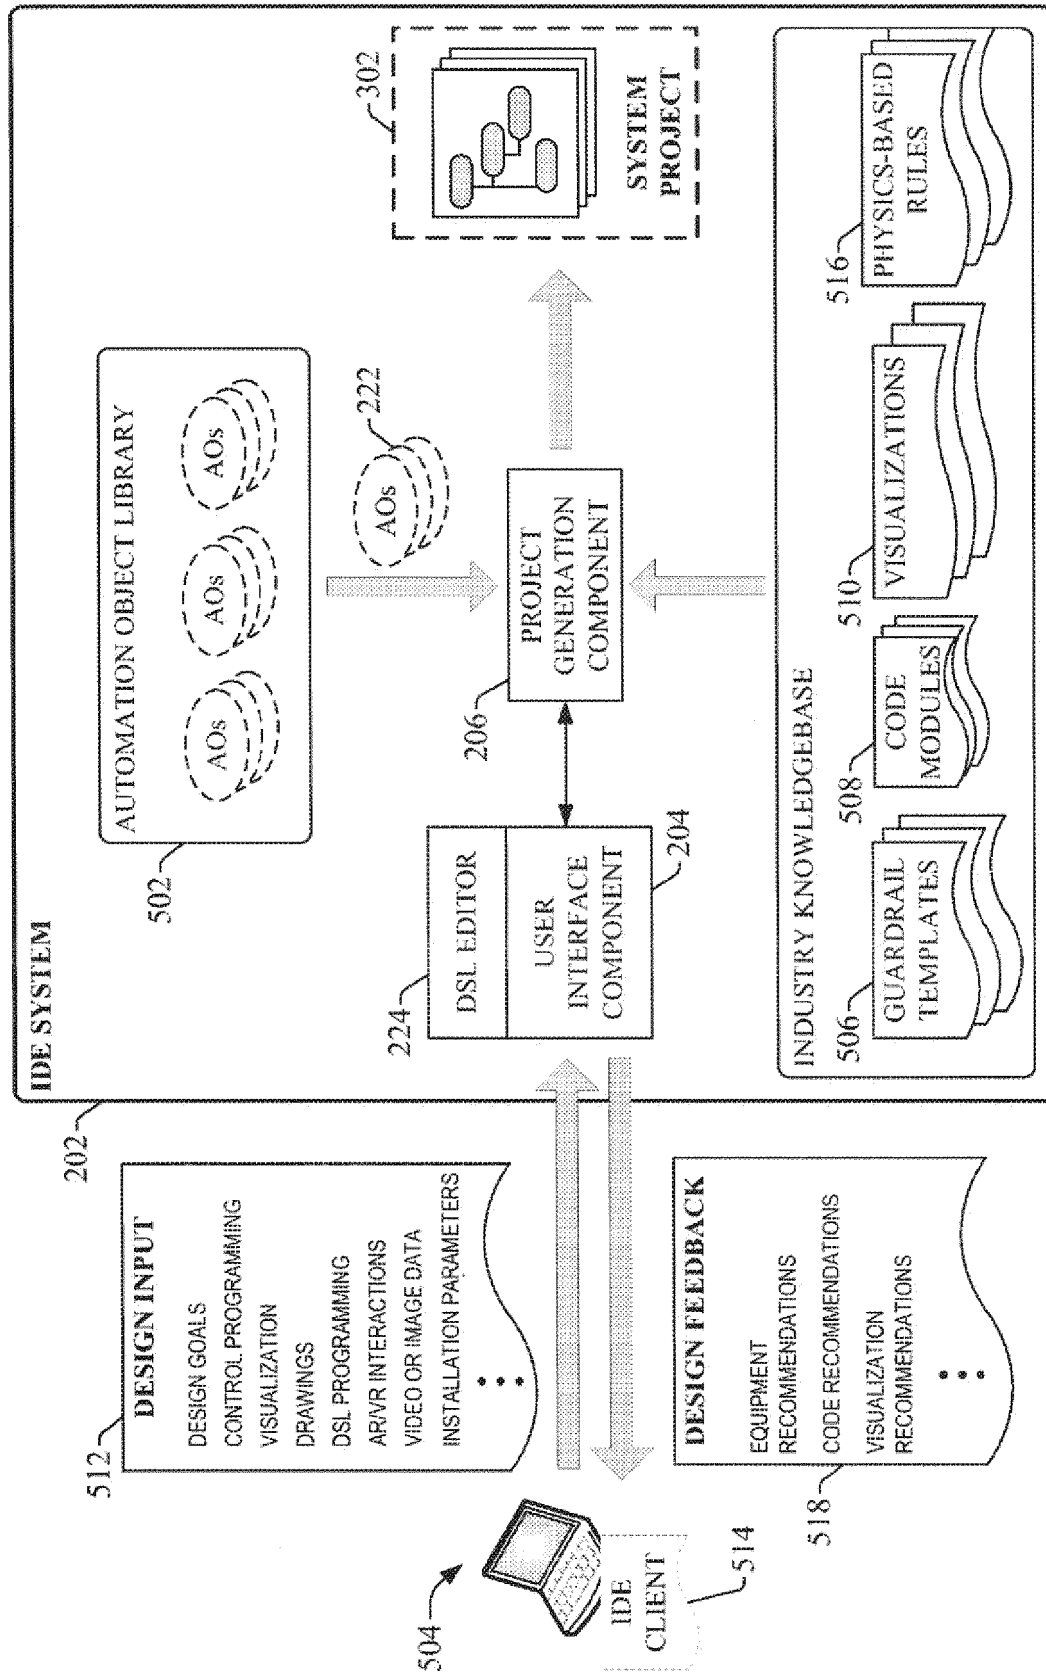 504
IDE
CLIENT
514
512
DESIGN INPUT
DESIGN GOALS
CONTROL PROGRAMMING
VISUALIZATION
DRAWINGS
DSL PROGRAMMING
AR/VR INTERACTIONS
VIDEO OR IMAGE DATA
INSTALLATION PARAMETERS
DESIGN FEEDBACK
EQUIPMENT
RECOMMENDATIONS
CODE RECOMMENDATIONS
VISUALIZATION
RECOMMENDATIONS
518
202
IDE SYSTEM
502
AUTOMATION OBJECT LIBRARY
AOs
AOs
AOs
AOs
222
224
DSL EDITOR
USER
INTERFACE
COMPONENT
204
206
PROJECT
GENERATION
COMPONENT
302
SYSTEM
PROJECT
INDUSTRY KNOWLEDGEBASE
506
GUARDRAIL
TEMPLATES
508
CODE
MODULES
510
VISUALIZATIONS
516
PHYSICS-BASED
RULES